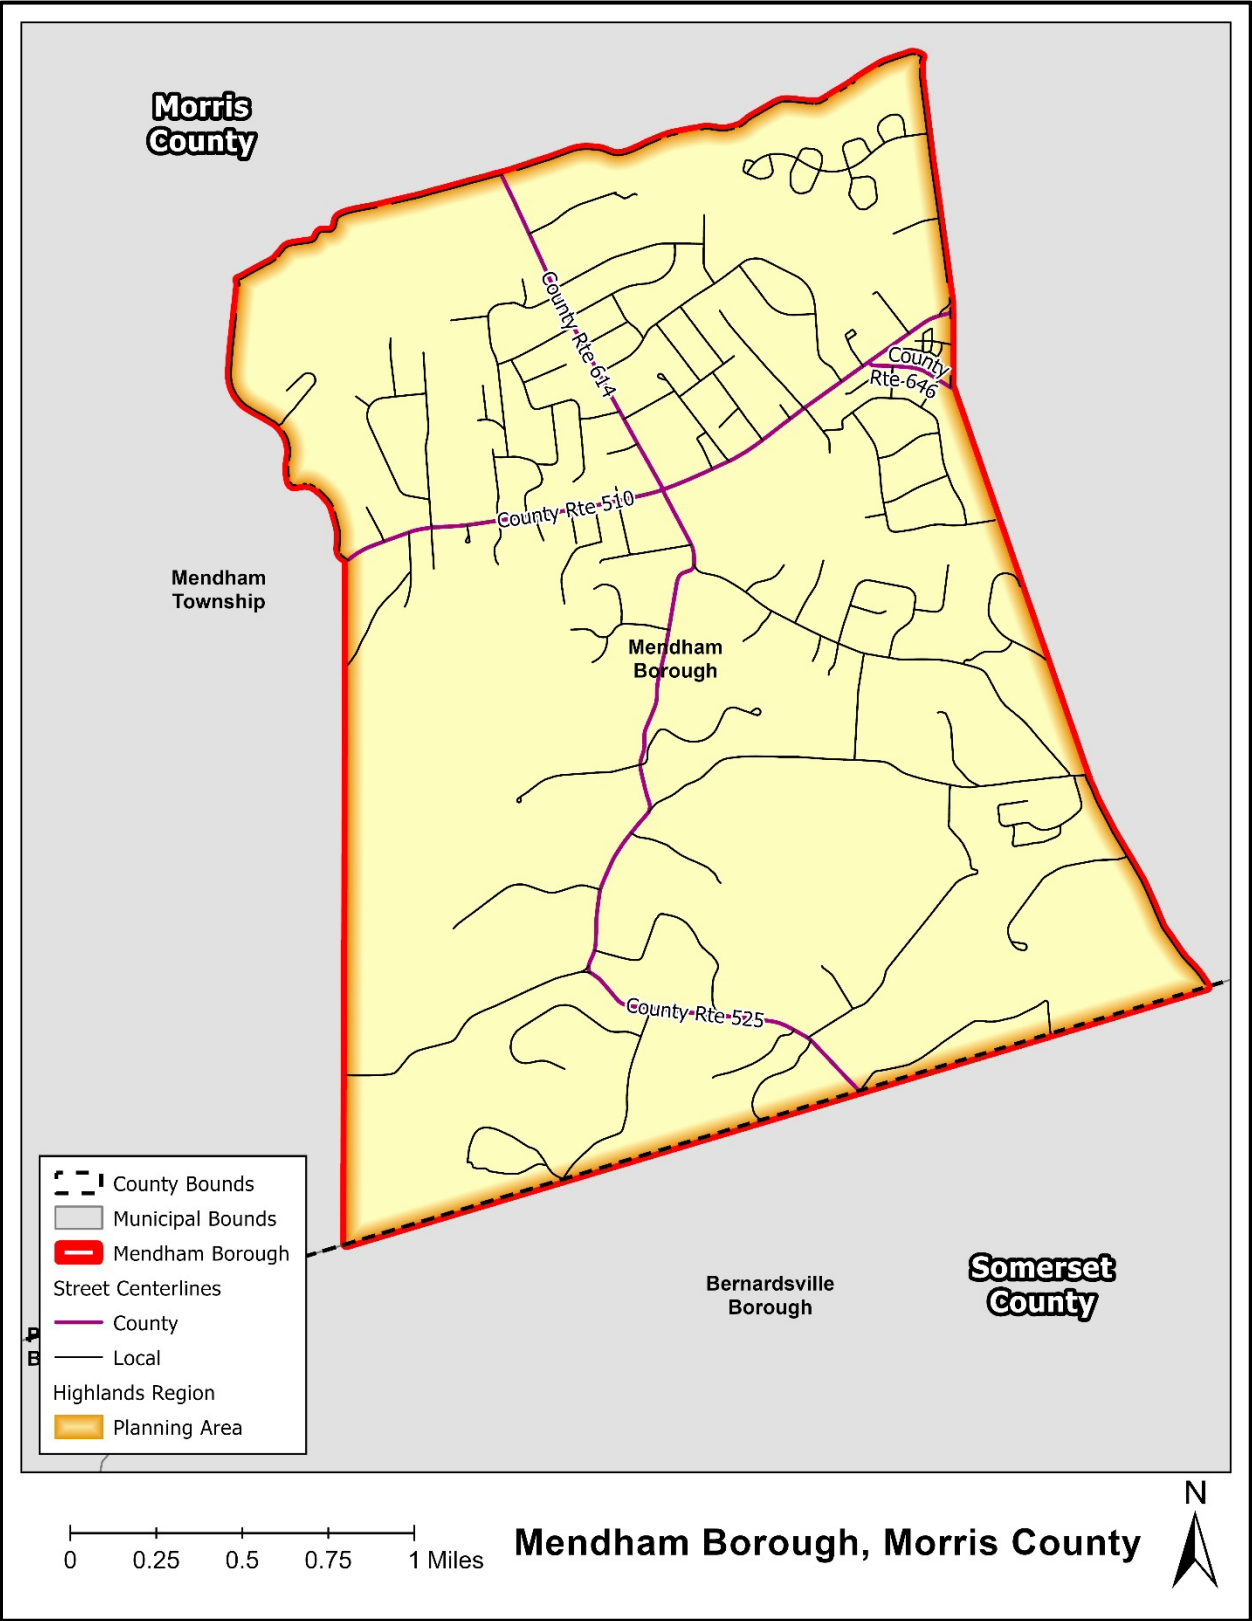 Morris
County
County Rte 614
County
Rte 646
County Rte 510
Mendham
Township
Mendham
Borough
County Rte 525
County Bounds
Municipal Bounds
Mendham Borough
Street Centerlines
County
Local
Highlands Region
Planning Area
Bernardsville
Borough
Somerset
County
N
0 0.25 0.5 0.75 1 Miles
Mendham Borough, Morris County